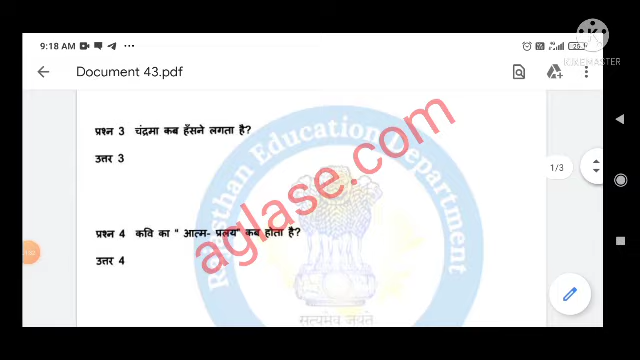 9:18 AM
KINEMASTER
Document 43.pdf
प्रश्न 3 चंद्रमा कब हँसने लगता है?
उत्तर 3
1/3
प्रश्न 4 कवि का " आत्म- प्रलय" कब होता है?
उत्तर 4
aglase.com
Rajasthan Education Department
सत्यमेव जयते